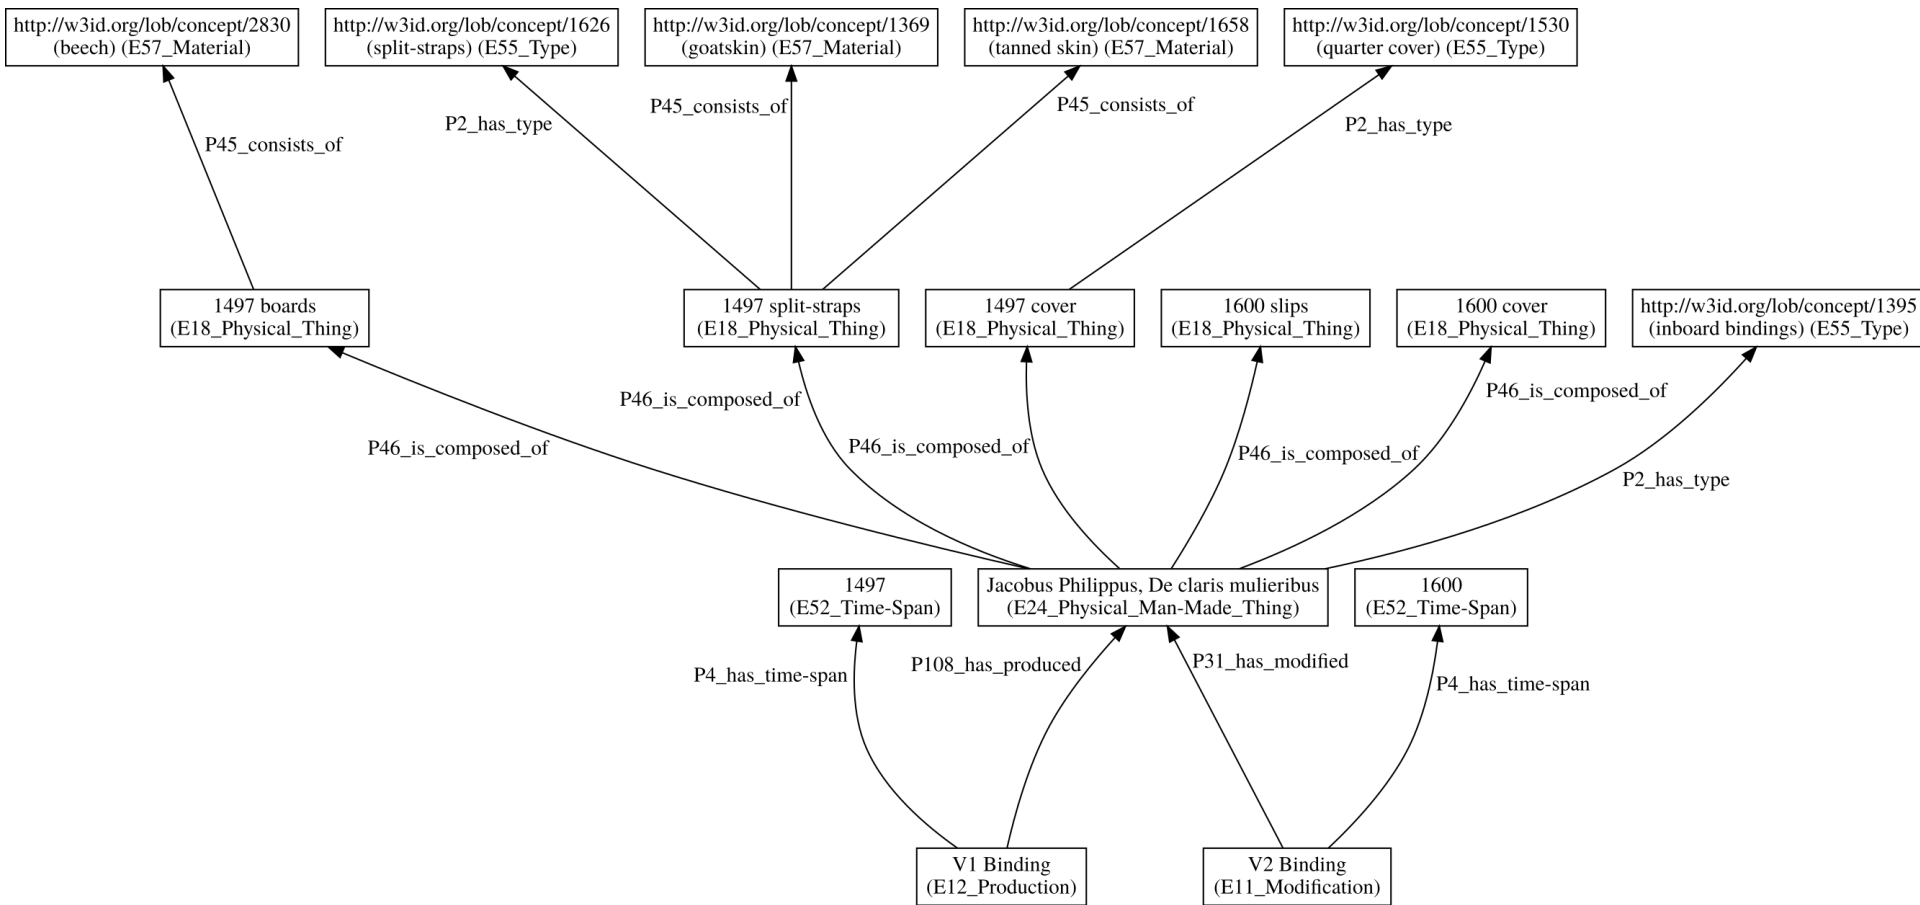 http://w3id.org/lob/concept/2830
(beech) (E57_Material)
http://w3id.org/lob/concept/1626
(split-straps) (E55_Type)
http://w3id.org/lob/concept/1369
(goatskin) (E57_Material)
http://w3id.org/lob/concept/1658
(tanned skin) (E57_Material)
http://w3id.org/lob/concept/1530
(quarter cover) (E55_Type)
P45_consists_of
P2_has_type
P45_consists_of
P45_consists_of
P2_has_type
1497 boards
(E18_Physical_Thing)
1497 split-straps
(E18_Physical_Thing)
1497 cover
(E18_Physical_Thing)
1600 slips
(E18_Physical_Thing)
1600 cover
(E18_Physical_Thing)
http://w3id.org/lob/concept/1395
(inboard bindings) (E55_Type)
P46_is_composed_of
P46_is_composed_of
P46_is_composed_of
P46_is_composed_of
P46_is_composed_of
P2_has_type
1497
(E52_Time-Span)
Jacobus Philippus, De claris mulieribus
(E24_Physical_Man-Made_Thing)
1600
(E52_Time-Span)
P4_has_time-span
P108_has_produced
P31_has_modified
P4_has_time-span
V1 Binding
(E12_Production)
V2 Binding
(E11_Modification)